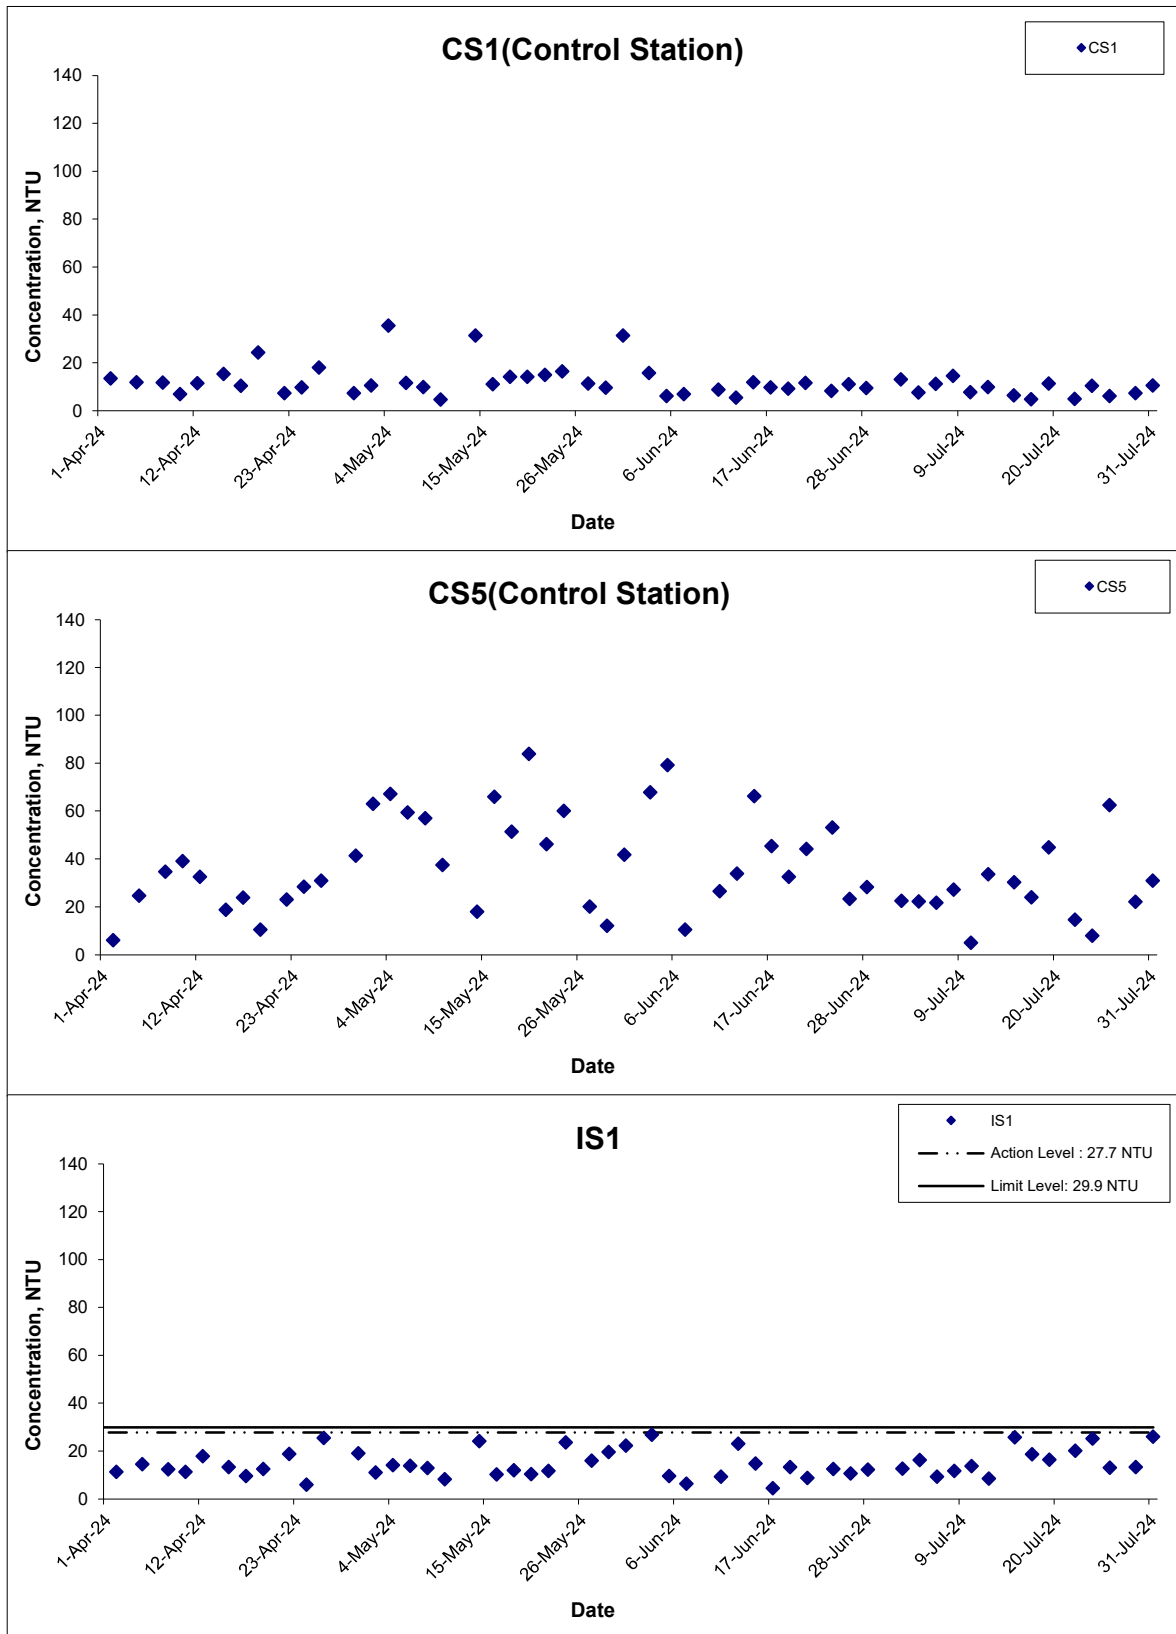 CS1(Control Station)
CS1
140
120
100
80
60
40
20
0
Concentration, NTU
1-Apr-24
12-Apr-24
23-Apr-24
4-May-24
15-May-24
26-May-24
6-Jun-24
17-Jun-24
28-Jun-24
9-Jul-24
20-Jul-24
31-Jul-24
Date
CS5(Control Station)
CS5
140
120
100
80
60
40
20
0
Concentration, NTU
1-Apr-24
12-Apr-24
23-Apr-24
4-May-24
15-May-24
26-May-24
6-Jun-24
17-Jun-24
28-Jun-24
9-Jul-24
20-Jul-24
31-Jul-24
Date
IS1
IS1
Action Level : 27.7 NTU
Limit Level: 29.9 NTU
140
120
100
80
60
40
20
0
Concentration, NTU
1-Apr-24
12-Apr-24
23-Apr-24
4-May-24
15-May-24
26-May-24
6-Jun-24
17-Jun-24
28-Jun-24
9-Jul-24
20-Jul-24
31-Jul-24
Date